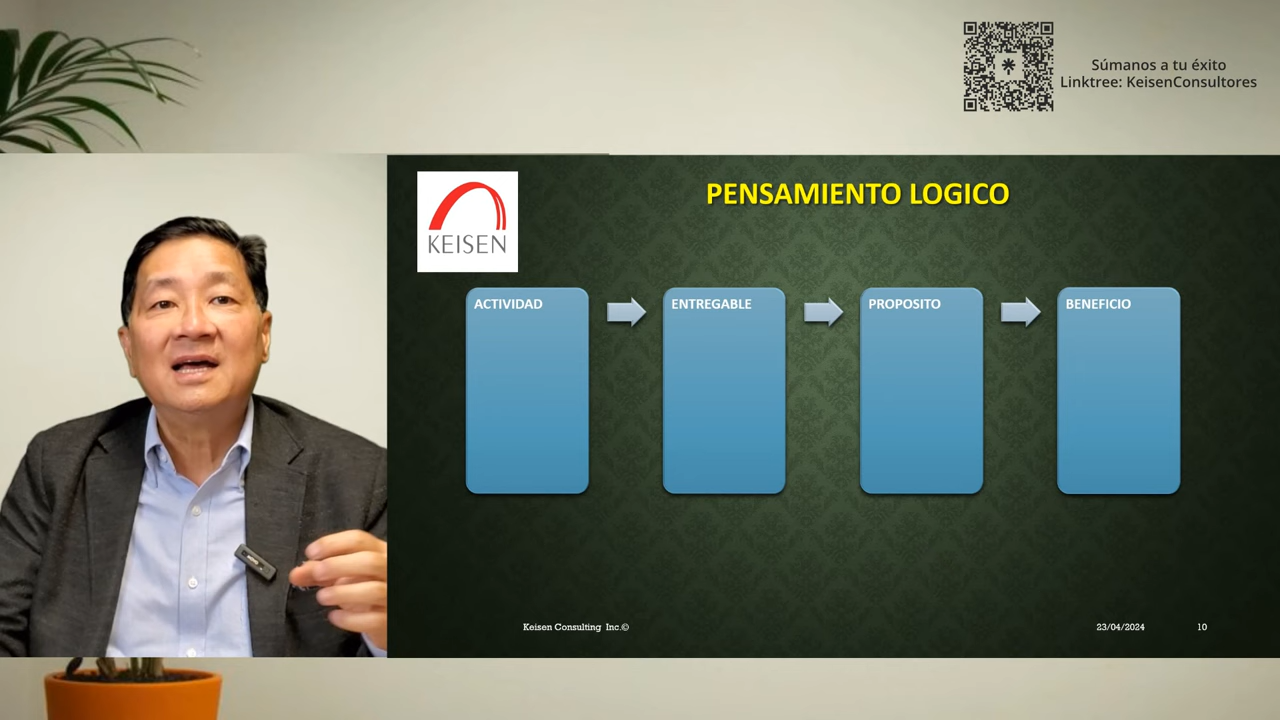 Súmanos a tu éxito
Linktree: KeisenConsultores
KEISEN
PENSAMIENTO LOGICO
ACTIVIDAD
ENTREGABLE
PROPOSITO
BENEFICIO
Keisen Consulting Inc.©
23/04/2024
10